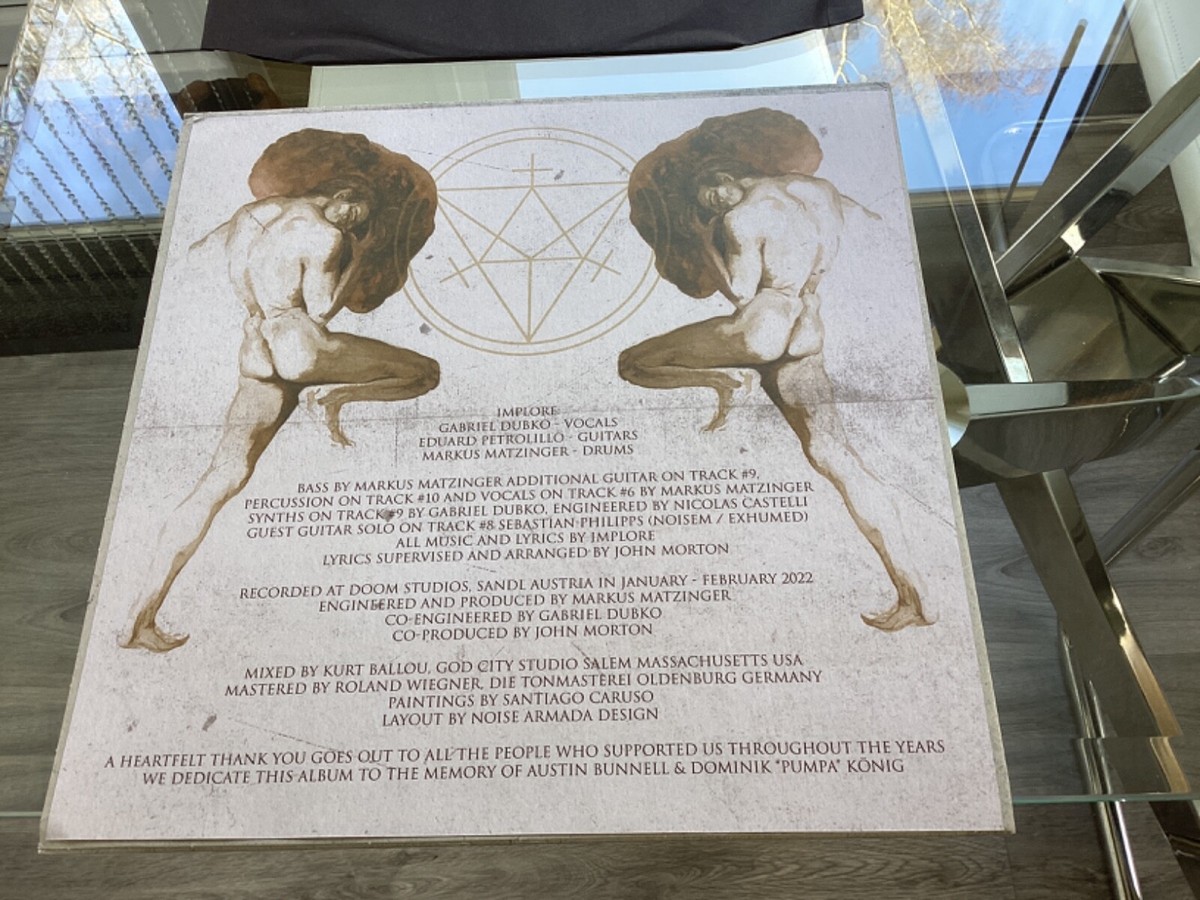 IMPLORE
GABRIEL DUBKO - VOCALS
EDUARD PETROLILLO - GUITARS
MARKUS MATZINGER - DRUMS
BASS BY MARKUS MATZINGER ADDITIONAL GUITAR ON TRACK #9,
PERCUSSION ON TRACK #10 AND VOCALS ON TRACK #6 BY MARKUS MATZINGER
SYNTHS ON TRACK #9 BY GABRIEL DUBKO, ENGINEERED BY NICOLAS CASTELLI
GUEST GUITAR SOLO ON TRACK #8 SEBASTIAN PHILIPPS (NOISEM / EXHUMED)
ALL MUSIC AND LYRICS BY IMPLORE
LYRICS SUPERVISED AND ARRANGED BY JOHN MORTON
RECORDED AT DOOM STUDIOS, SANDL AUSTRIA IN JANUARY - FEBRUARY 2022
ENGINEERED AND PRODUCED BY MARKUS MATZINGER
CO-ENGINEERED BY GABRIEL DUBKO
CO-PRODUCED BY JOHN MORTON
MIXED BY KURT BALLOU, GOD CITY STUDIO SALEM MASSACHUSETTS USA
MASTERED BY ROLAND WIEGNER, DIE TONMASTEREI OLDENBURG GERMANY
PAINTINGS BY SANTIAGO CARUSO
LAYOUT BY NOISE ARMADA DESIGN
A HEARTFELT THANK YOU GOES OUT TO ALL THE PEOPLE WHO SUPPORTED US THROUGHOUT THE YEARS
WE DEDICATE THIS ALBUM TO THE MEMORY OF AUSTIN BUNNELL & DOMINIK "PUMPA" KÖNIG